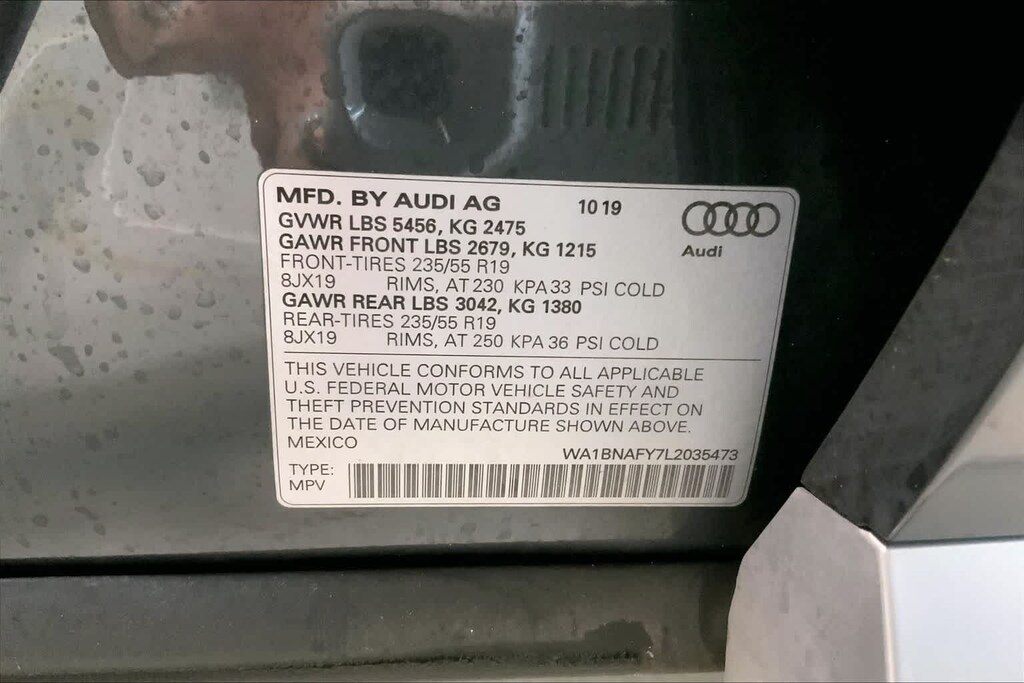 MFD. BY AUDI AG 10 19
GVWR LBS 5456, KG 2475
GAWR FRONT LBS 2679, KG 1215
Audi
FRONT-TIRES 235/55 R19
8JX19 RIMS, AT 230 KPA 33 PSI COLD
GAWR REAR LBS 3042, KG 1380
REAR-TIRES 235/55 R19
8JX19 RIMS, AT 250 KPA 36 PSI COLD
THIS VEHICLE CONFORMS TO ALL APPLICABLE
U.S. FEDERAL MOTOR VEHICLE SAFETY AND
THEFT PREVENTION STANDARDS IN EFFECT ON
THE DATE OF MANUFACTURE SHOWN ABOVE.
MEXICO
WA1BNAFY7L2035473
TYPE:
MPV